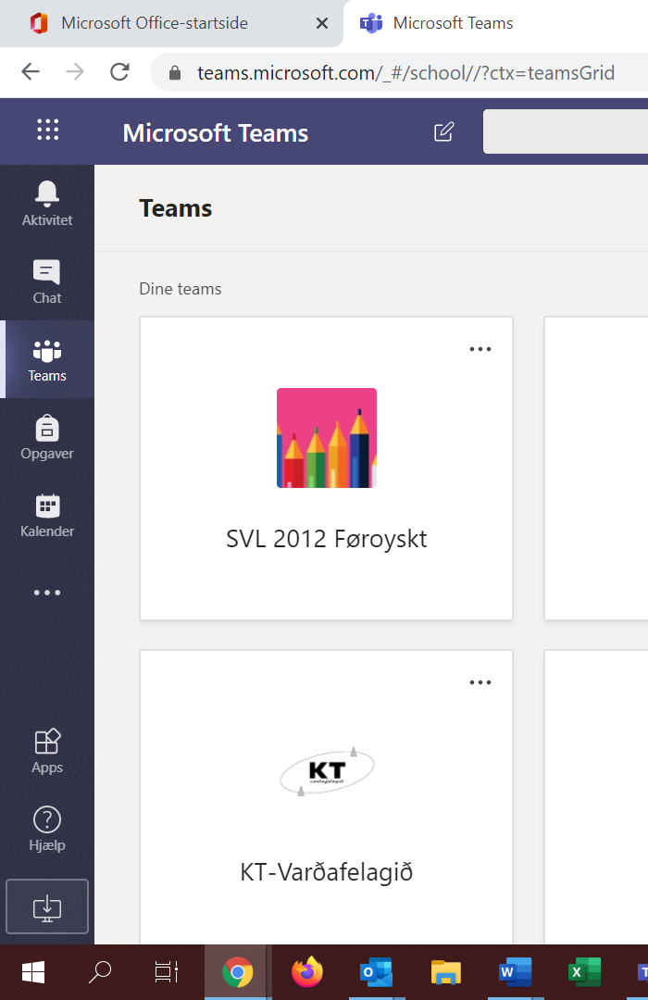 Microsoft Office-startside
Microsoft Teams
teams.microsoft.com/_#/school//?ctx=teamsGrid
Microsoft Teams
Aktivitet
Chat
Teams
Opgaver
Kalender
Apps
Hjælp
Teams
Dine teams
SVL 2012 Føroyskt
KT
varðafelagið
KT-Varðafelagið